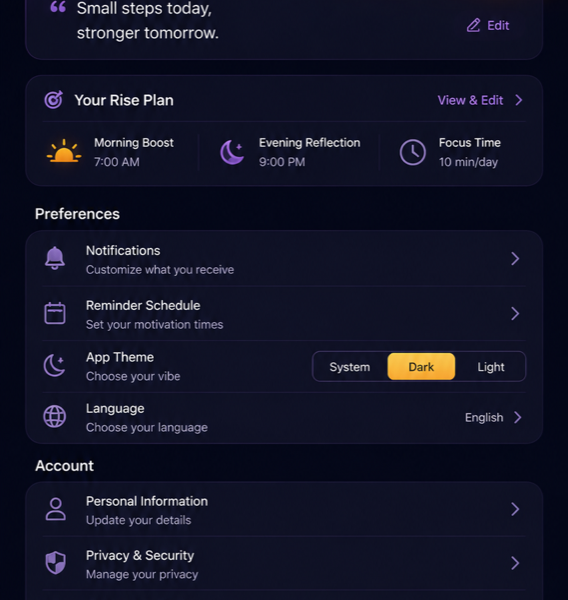 “ Small steps today,
stronger tomorrow.
Edit
Your Rise Plan
View & Edit
Morning Boost
7:00 AM
Evening Reflection
9:00 PM
Focus Time
10 min/day
Preferences
Notifications
Customize what you receive
Reminder Schedule
Set your motivation times
App Theme
Choose your vibe
System
Dark
Light
Language
Choose your language
English
Account
Personal Information
Update your details
Privacy & Security
Manage your privacy